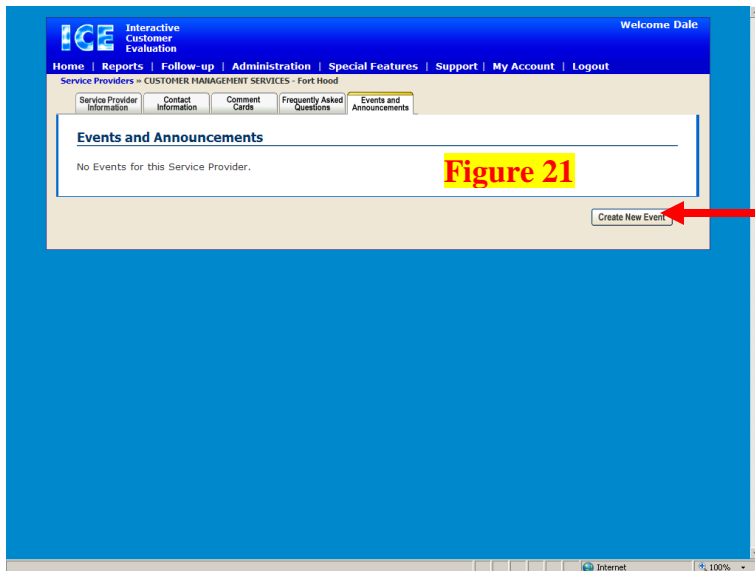 ICE Interactive
Customer
Evaluation
Welcome Dale
Home | Reports | Follow-up | Administration | Special Features | Support | My Account | Logout
Service Providers » CUSTOMER MANAGEMENT SERVICES - Fort Hood
Service Provider Information
Contact Information
Comment Cards
Frequently Asked Questions
Events and Announcements
Events and Announcements
No Events for this Service Provider.
Figure 21
Create New Event
Internet
100%